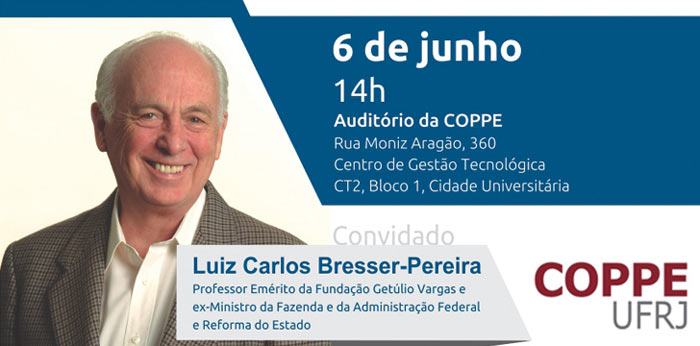 6 de junho
14h
Auditório da COPPE
Rua Moniz Aragão, 360
Centro de Gestão Tecnológica
CT2, Bloco 1, Cidade Universitária
Convidado
Luiz Carlos Bresser-Pereira
Professor Emérito da Fundação Getúlio Vargas e
ex-Ministro da Fazenda e da Administração Federal
e Reforma do Estado
COPPE
UFRJ